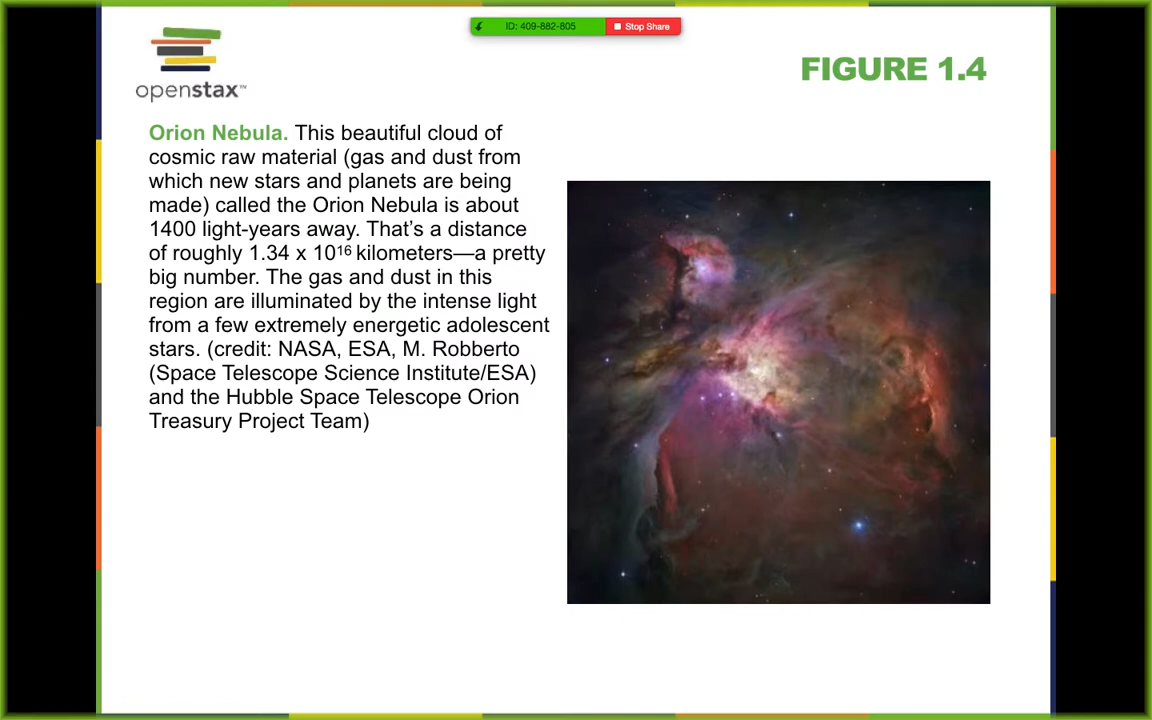 ID: 409-882-805
Stop Share
openstax™
FIGURE 1.4
Orion Nebula. This beautiful cloud of
cosmic raw material (gas and dust from
which new stars and planets are being
made) called the Orion Nebula is about
1400 light-years away. That’s a distance
of roughly 1.34 x 10¹⁶ kilometers—a pretty
big number. The gas and dust in this
region are illuminated by the intense light
from a few extremely energetic adolescent
stars. (credit: NASA, ESA, M. Robberto
(Space Telescope Science Institute/ESA)
and the Hubble Space Telescope Orion
Treasury Project Team)